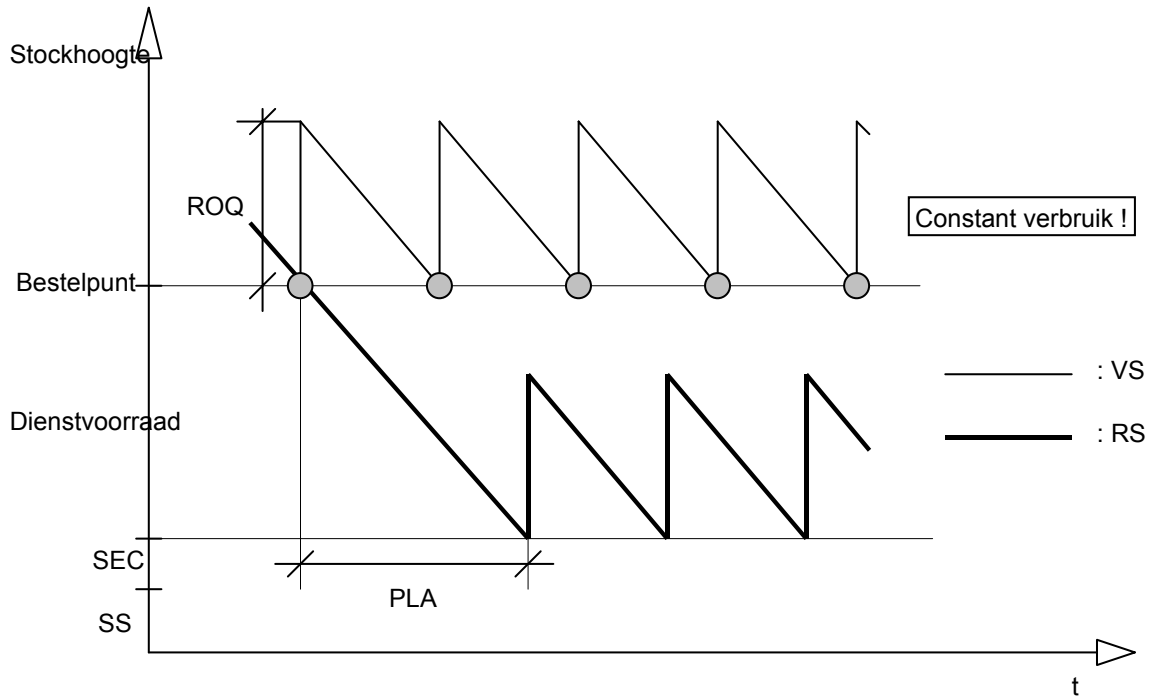 Stockhoogte
ROQ
Constant verbruik !
Bestelpunt
: VS
Dienstvoorraad
: RS
SEC
PLA
SS
t